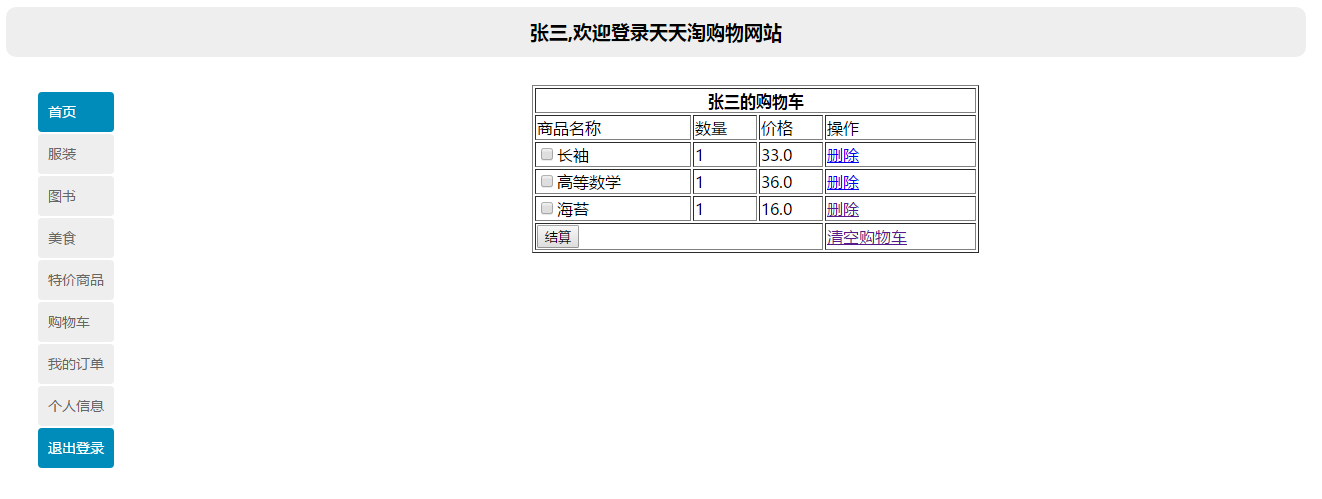 张三,欢迎登录天天淘购物网站
首页
服装
图书
美食
特价商品
购物车
我的订单
个人信息
退出登录
张三的购物车
商品名称 数量 价格 操作
长袖 1 33.0 删除
高等数学 1 36.0 删除
海苔 1 16.0 删除
结算 清空购物车